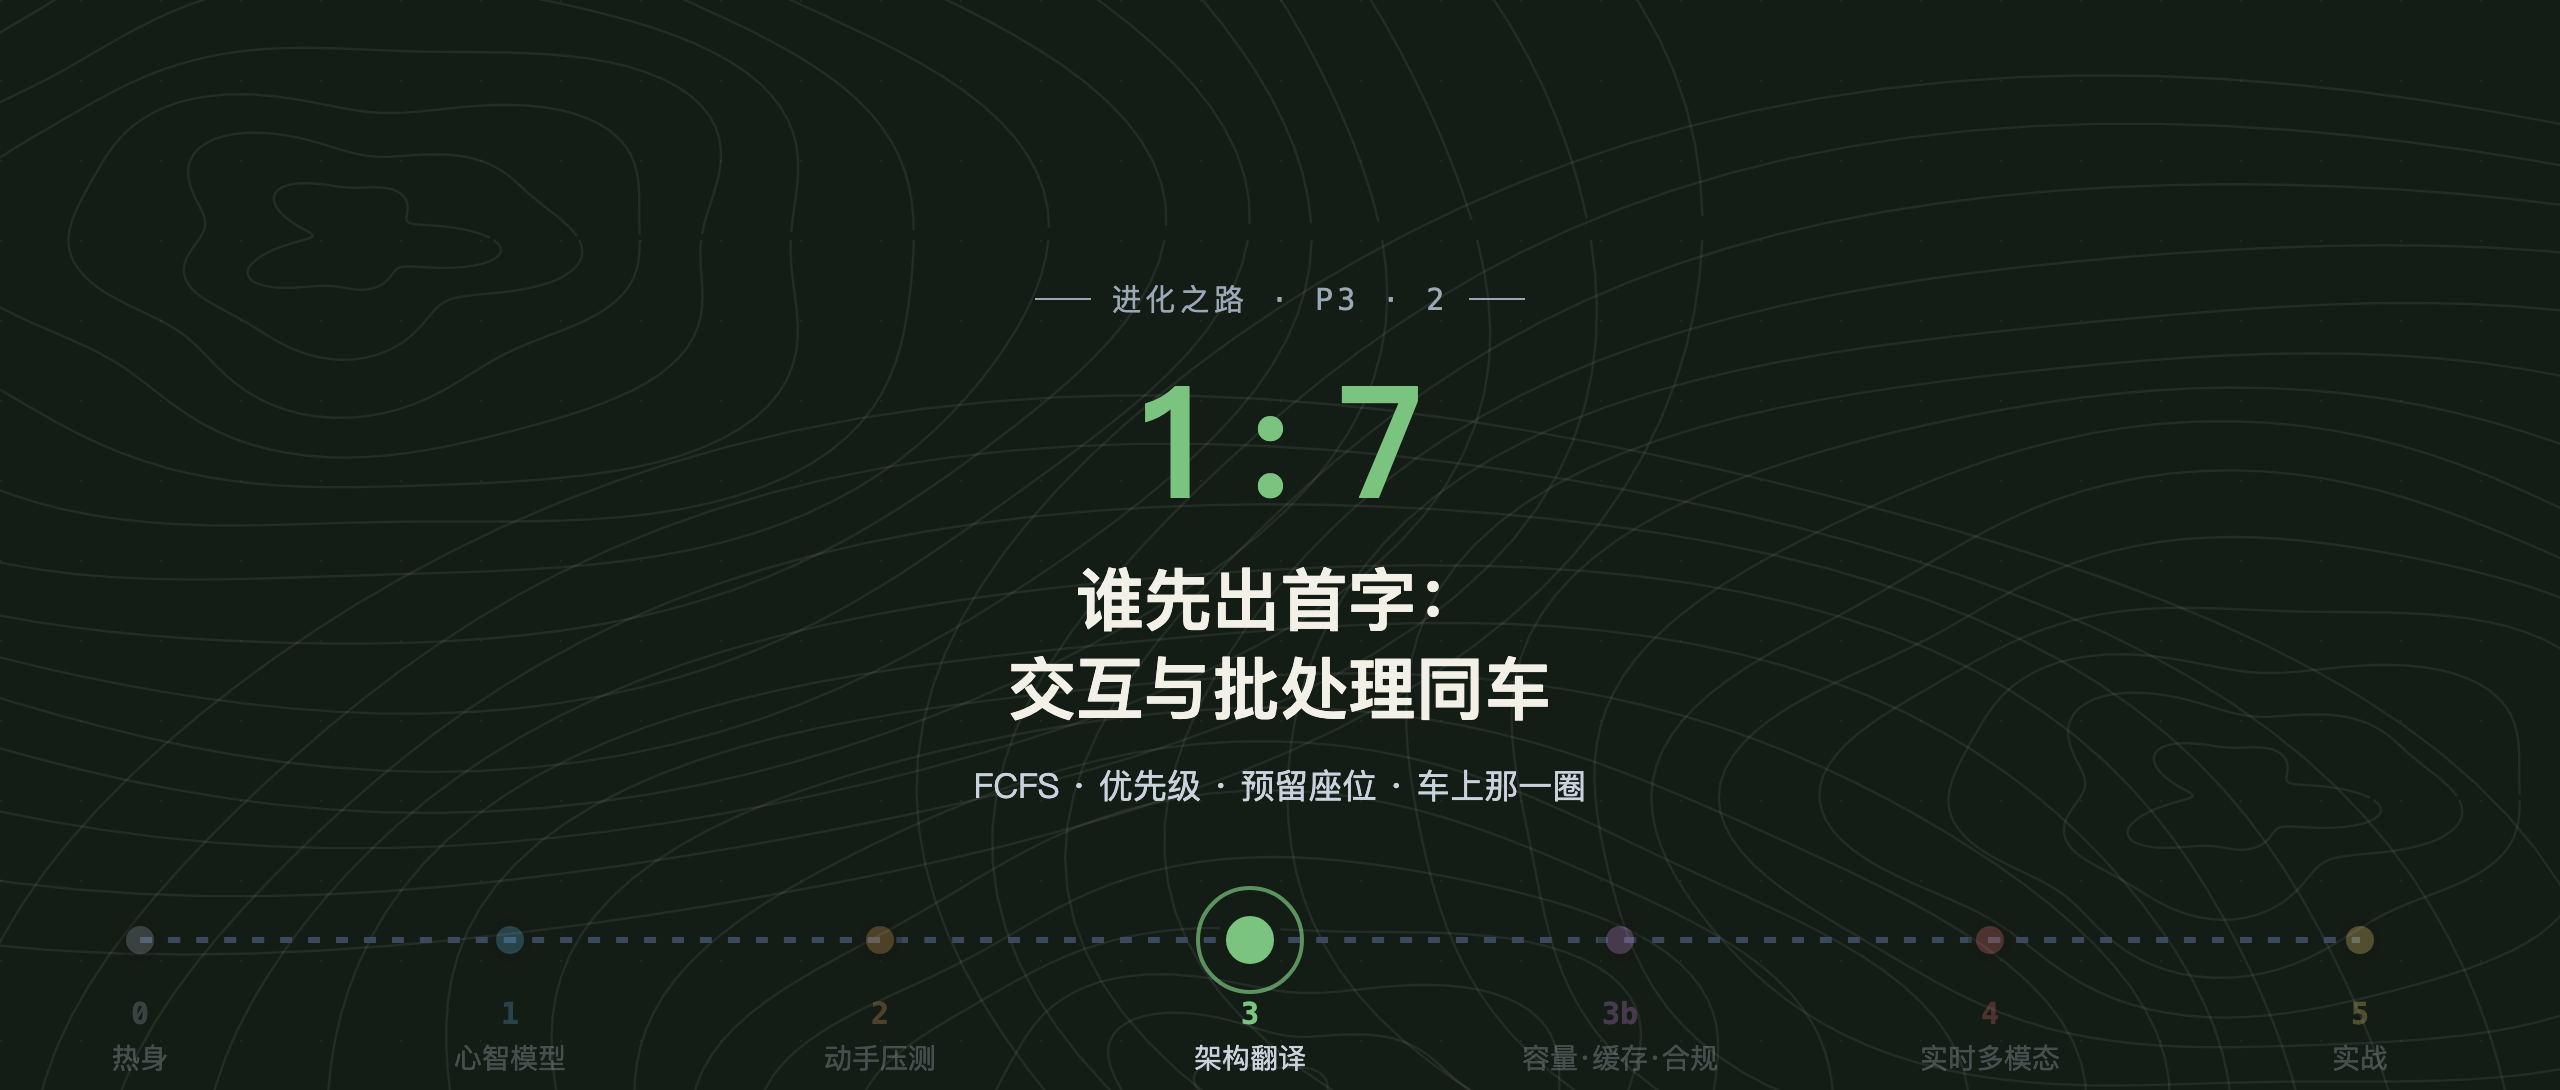 进化之路 · P3 · 2
1:7
谁先出首字：
交互与批处理同车
FCFS · 优先级 · 预留座位 · 车上那一圈
0 1 2 3 3b 4 5
热身 心智模型 动手压测 架构翻译 容量·缓存·合规 实时多模态 实战